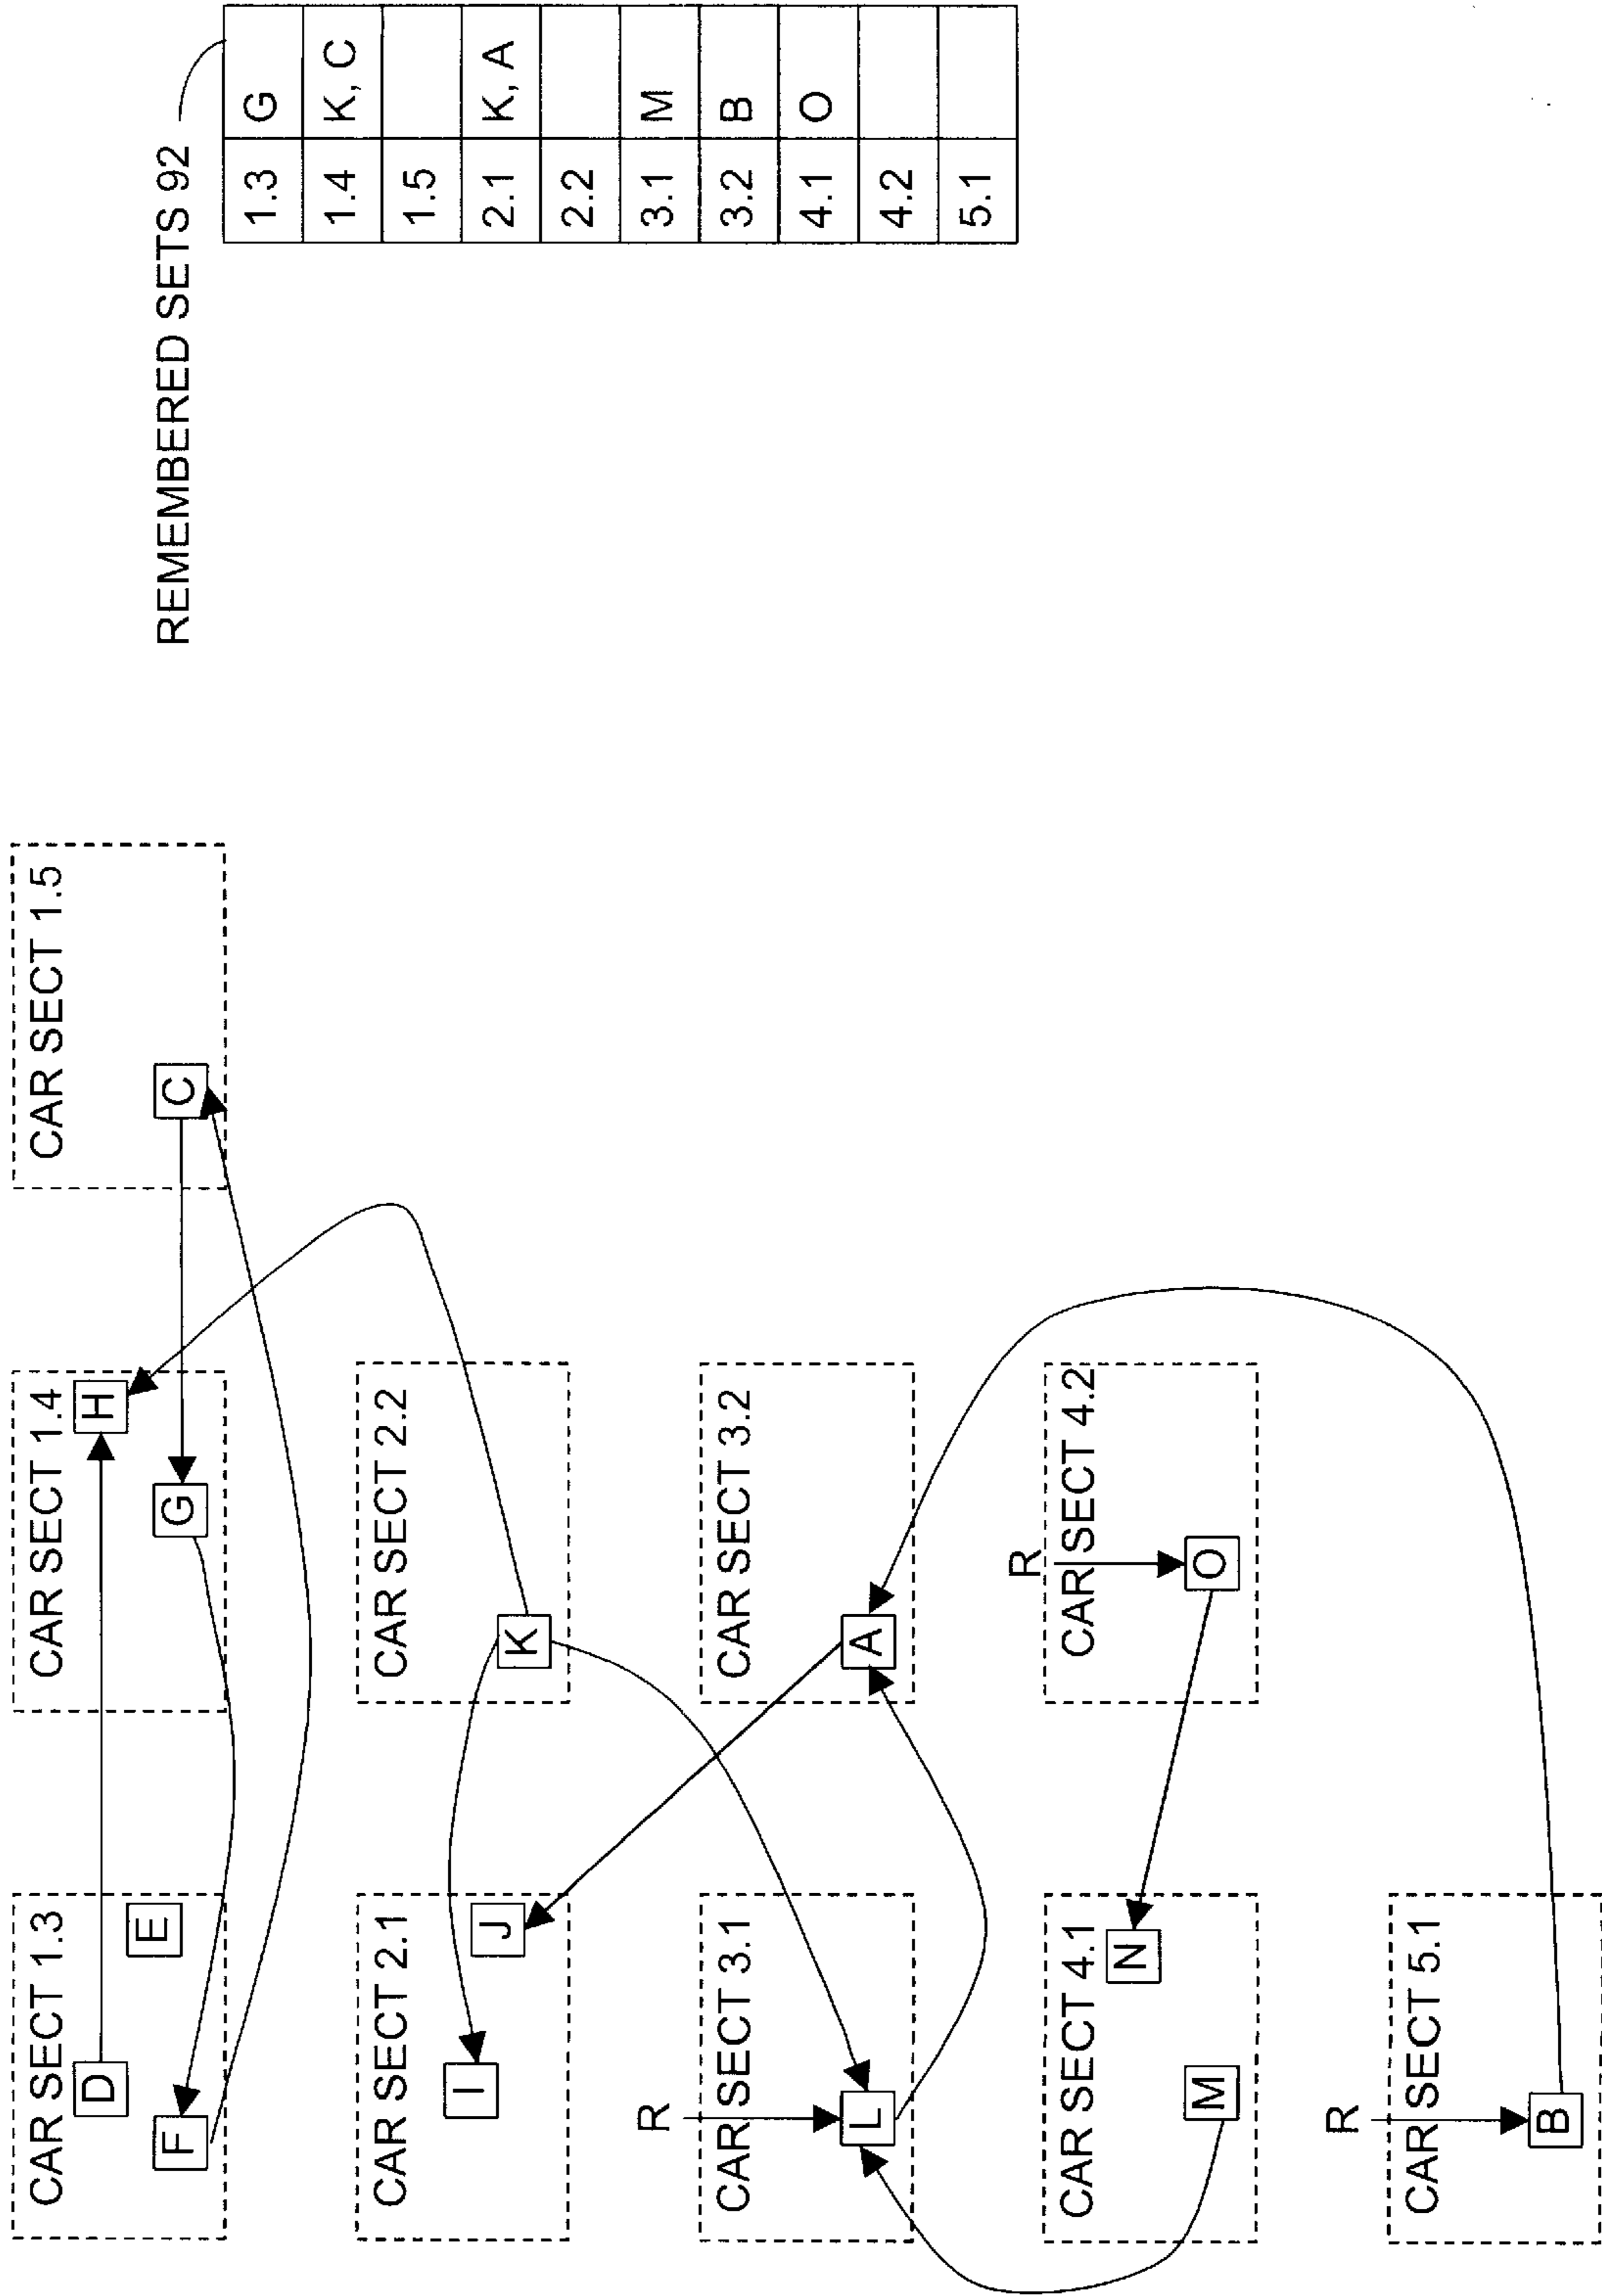 CAR SECT 1.3
D
E
F
CAR SECT 1.4
H
G
CAR SECT 1.5
C
CAR SECT 2.1
I
J
CAR SECT 2.2
K
R
CAR SECT 3.1
L
CAR SECT 3.2
A
CAR SECT 4.1
N
M
R
CAR SECT 4.2
O
R
CAR SECT 5.1
B
REMEMBERED SETS 92
1.3 G
1.4 K, C
1.5
2.1 K, A
2.2
3.1 M
3.2 B
4.1 O
4.2
5.1